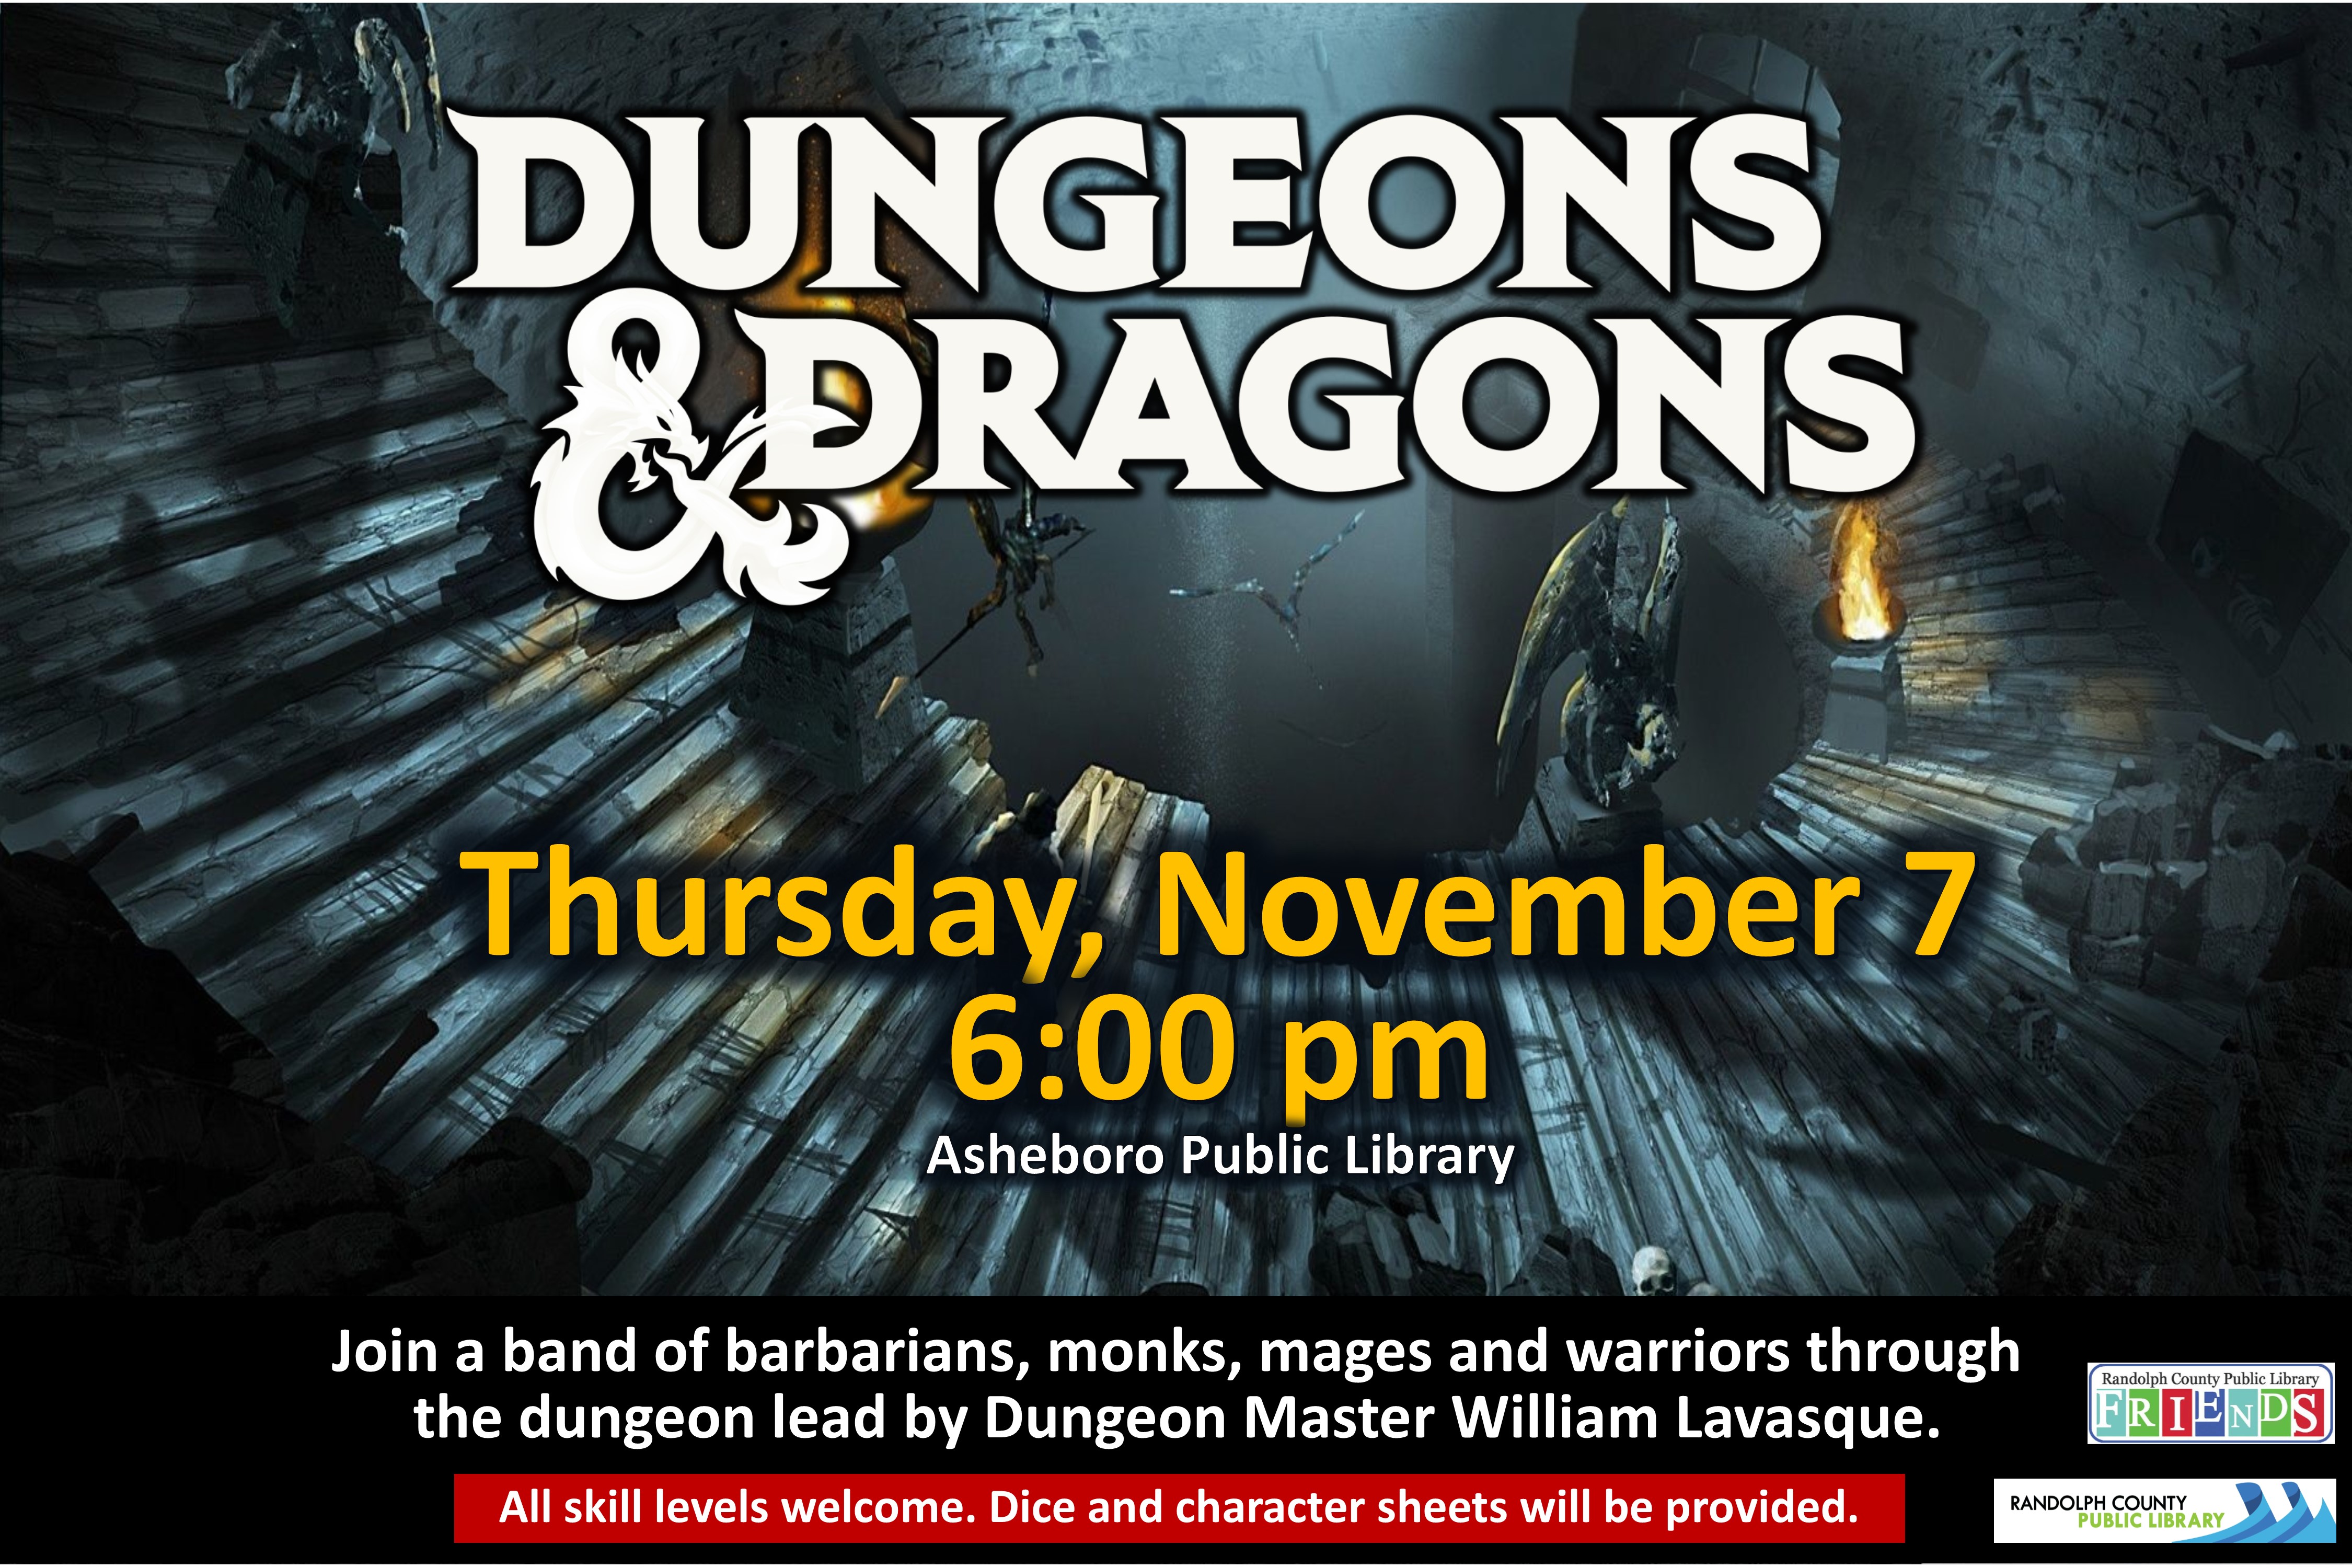 DUNGEONS
& DRAGONS
Thursday, November 7
6:00 pm
Asheboro Public Library
Join a band of barbarians, monks, mages and warriors through
the dungeon lead by Dungeon Master William Lavasque.
All skill levels welcome. Dice and character sheets will be provided.
Randolph County Public Library
FRIENDS
RANDOLPH COUNTY
PUBLIC LIBRARY